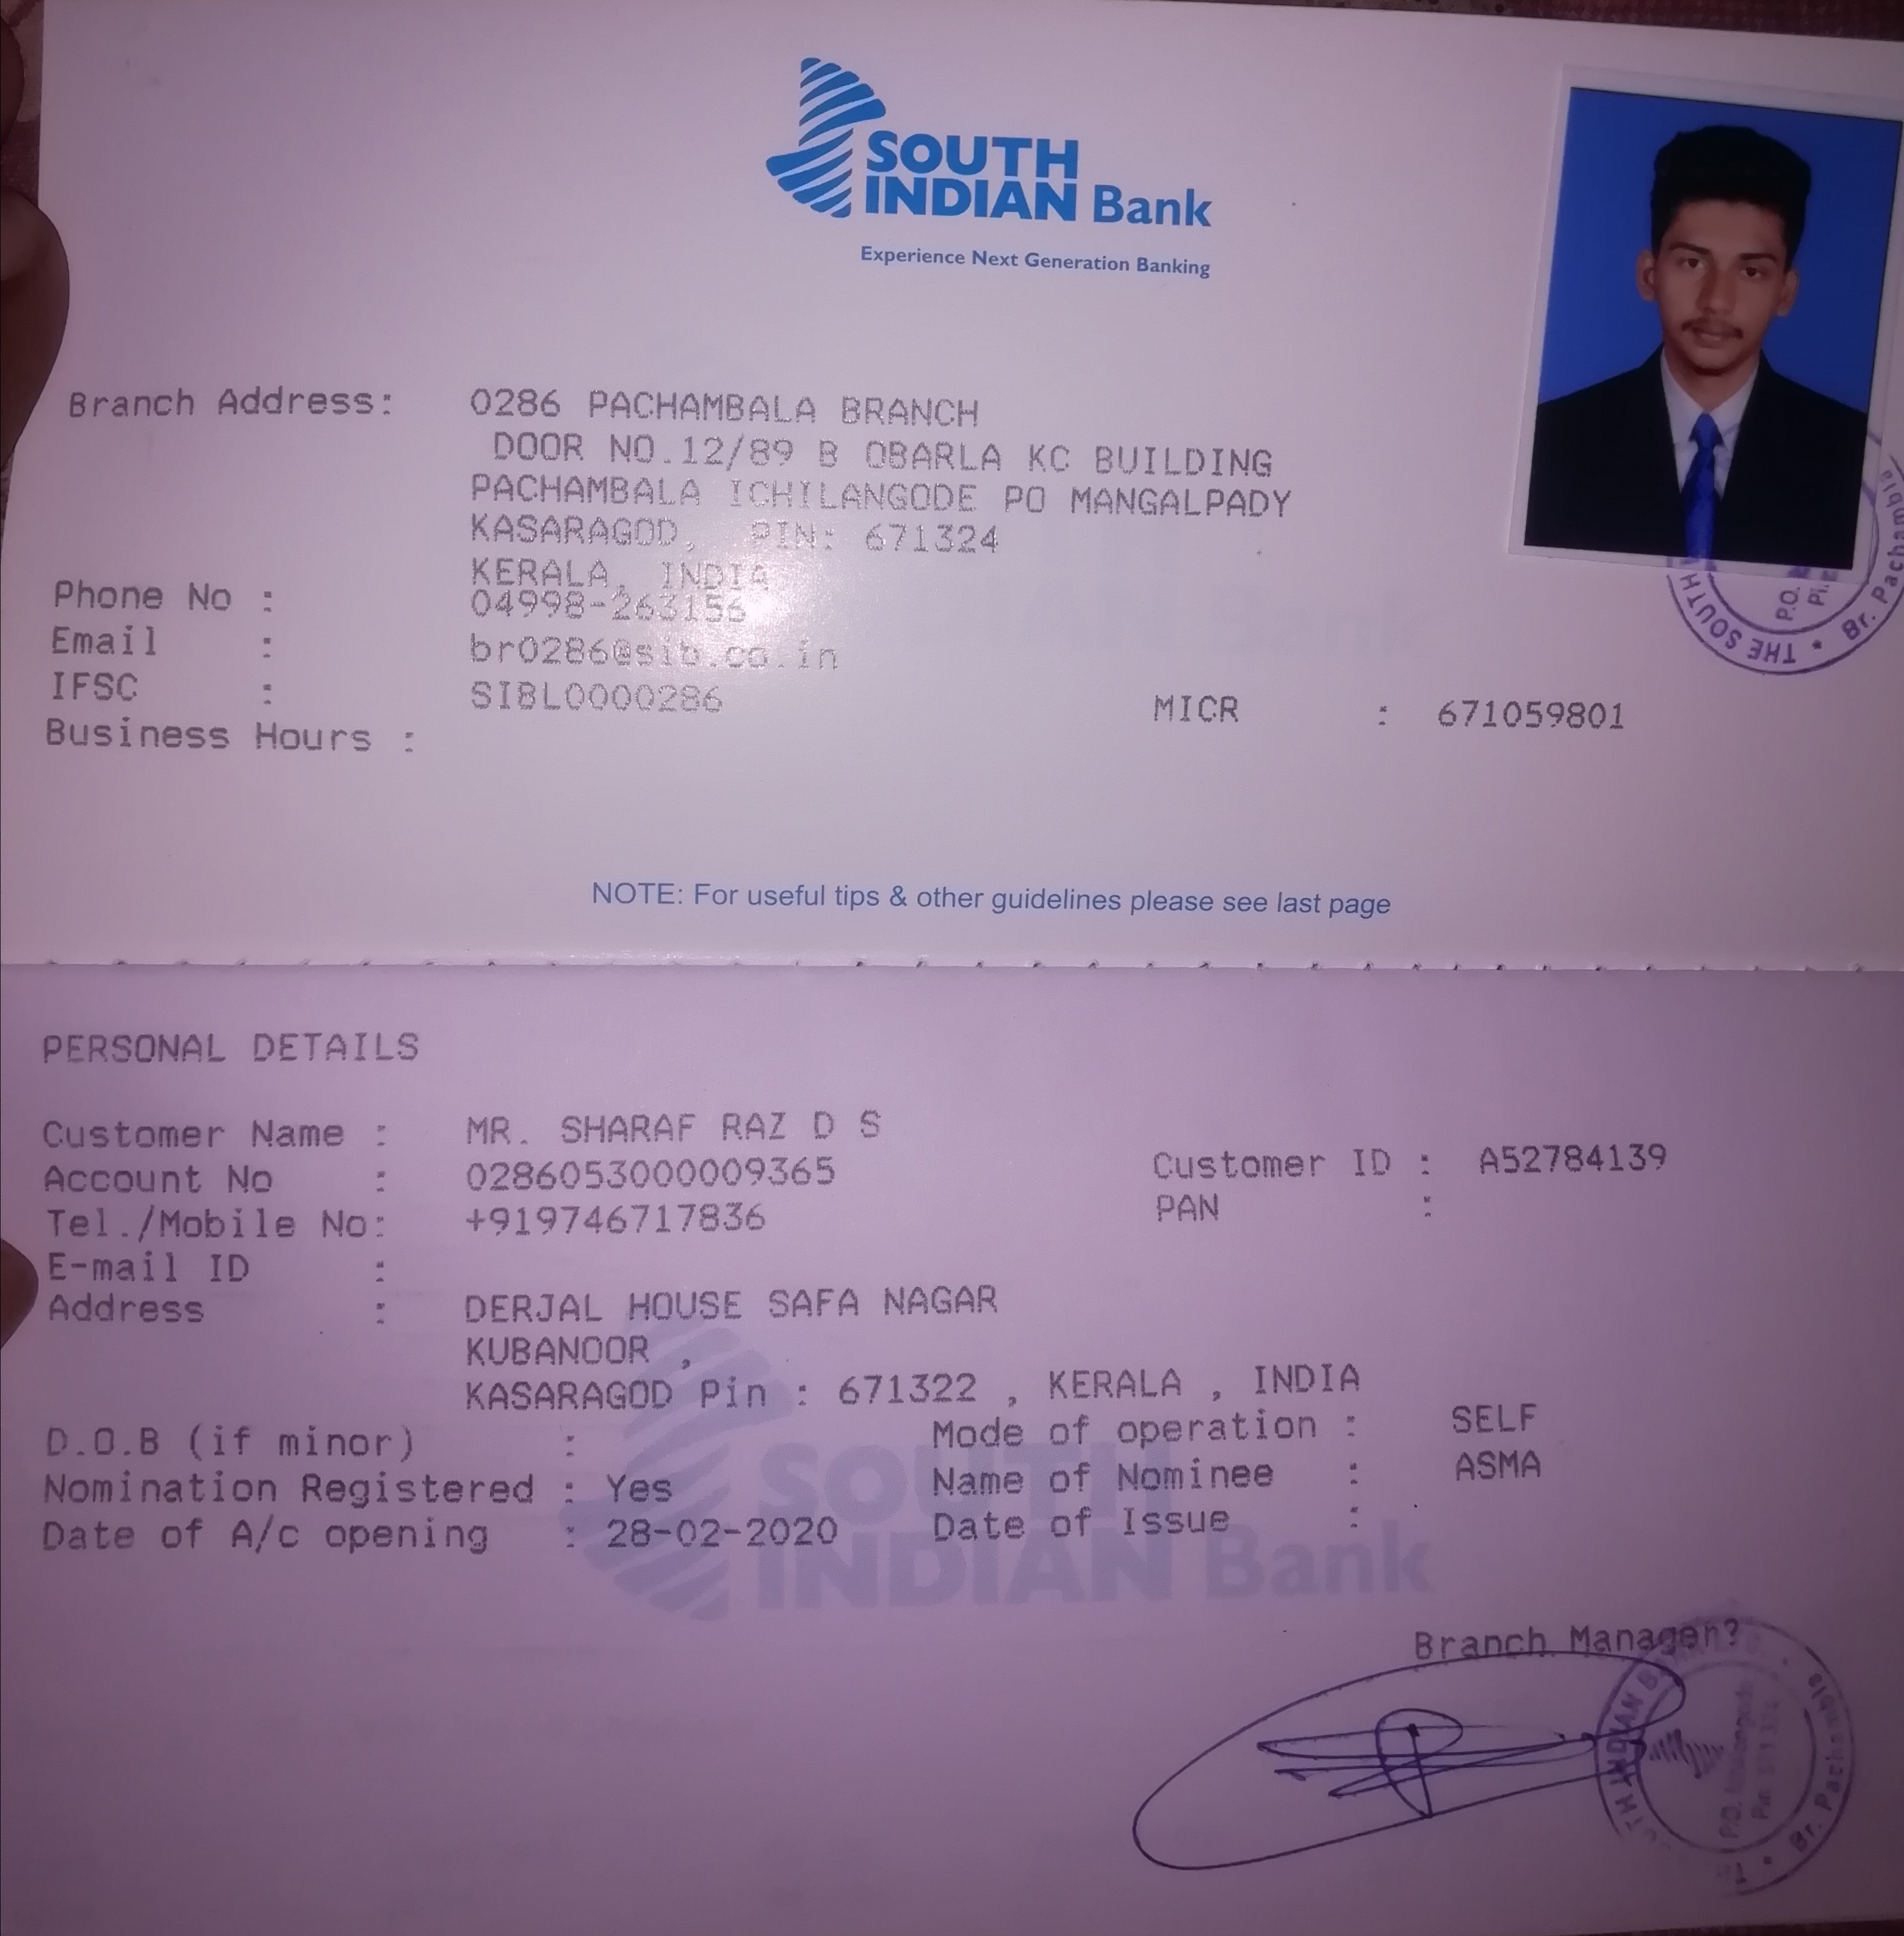 SOUTH
INDIAN Bank
Experience Next Generation Banking
Branch Address: 0286 PACHAMBALA BRANCH
DOOR NO.12/89 B OBARLA KC BUILDING
PACHAMBALA ICHILANGODE PO MANGALPADY
KASARAGOD, PIN: 671324
KERALA, INDIA
Phone No : 04998-263156
Email : br0286@sib.co.in
IFSC : SIBL0000286 MICR : 671059801
Business Hours :
THE SOUTH
P.O.
Br. Pachambla
NOTE: For useful tips & other guidelines please see last page
PERSONAL DETAILS
Customer Name : MR. SHARAF RAZ D S
Account No : 0286053000009365 Customer ID : A52784139
Tel./Mobile No: +919746717836 PAN :
E-mail ID :
Address : DERJAL HOUSE SAFA NAGAR
KUBANOOR ,
KASARAGOD Pin : 671322 , KERALA , INDIA
D.O.B (if minor) : Mode of operation : SELF
Nomination Registered : Yes Name of Nominee : ASMA
Date of A/c opening : 28-02-2020 Date of Issue :
SOUTH
INDIAN Bank
Branch Manager?
SOUTH INDIAN
P.O.
Pin
Br. Pachambla